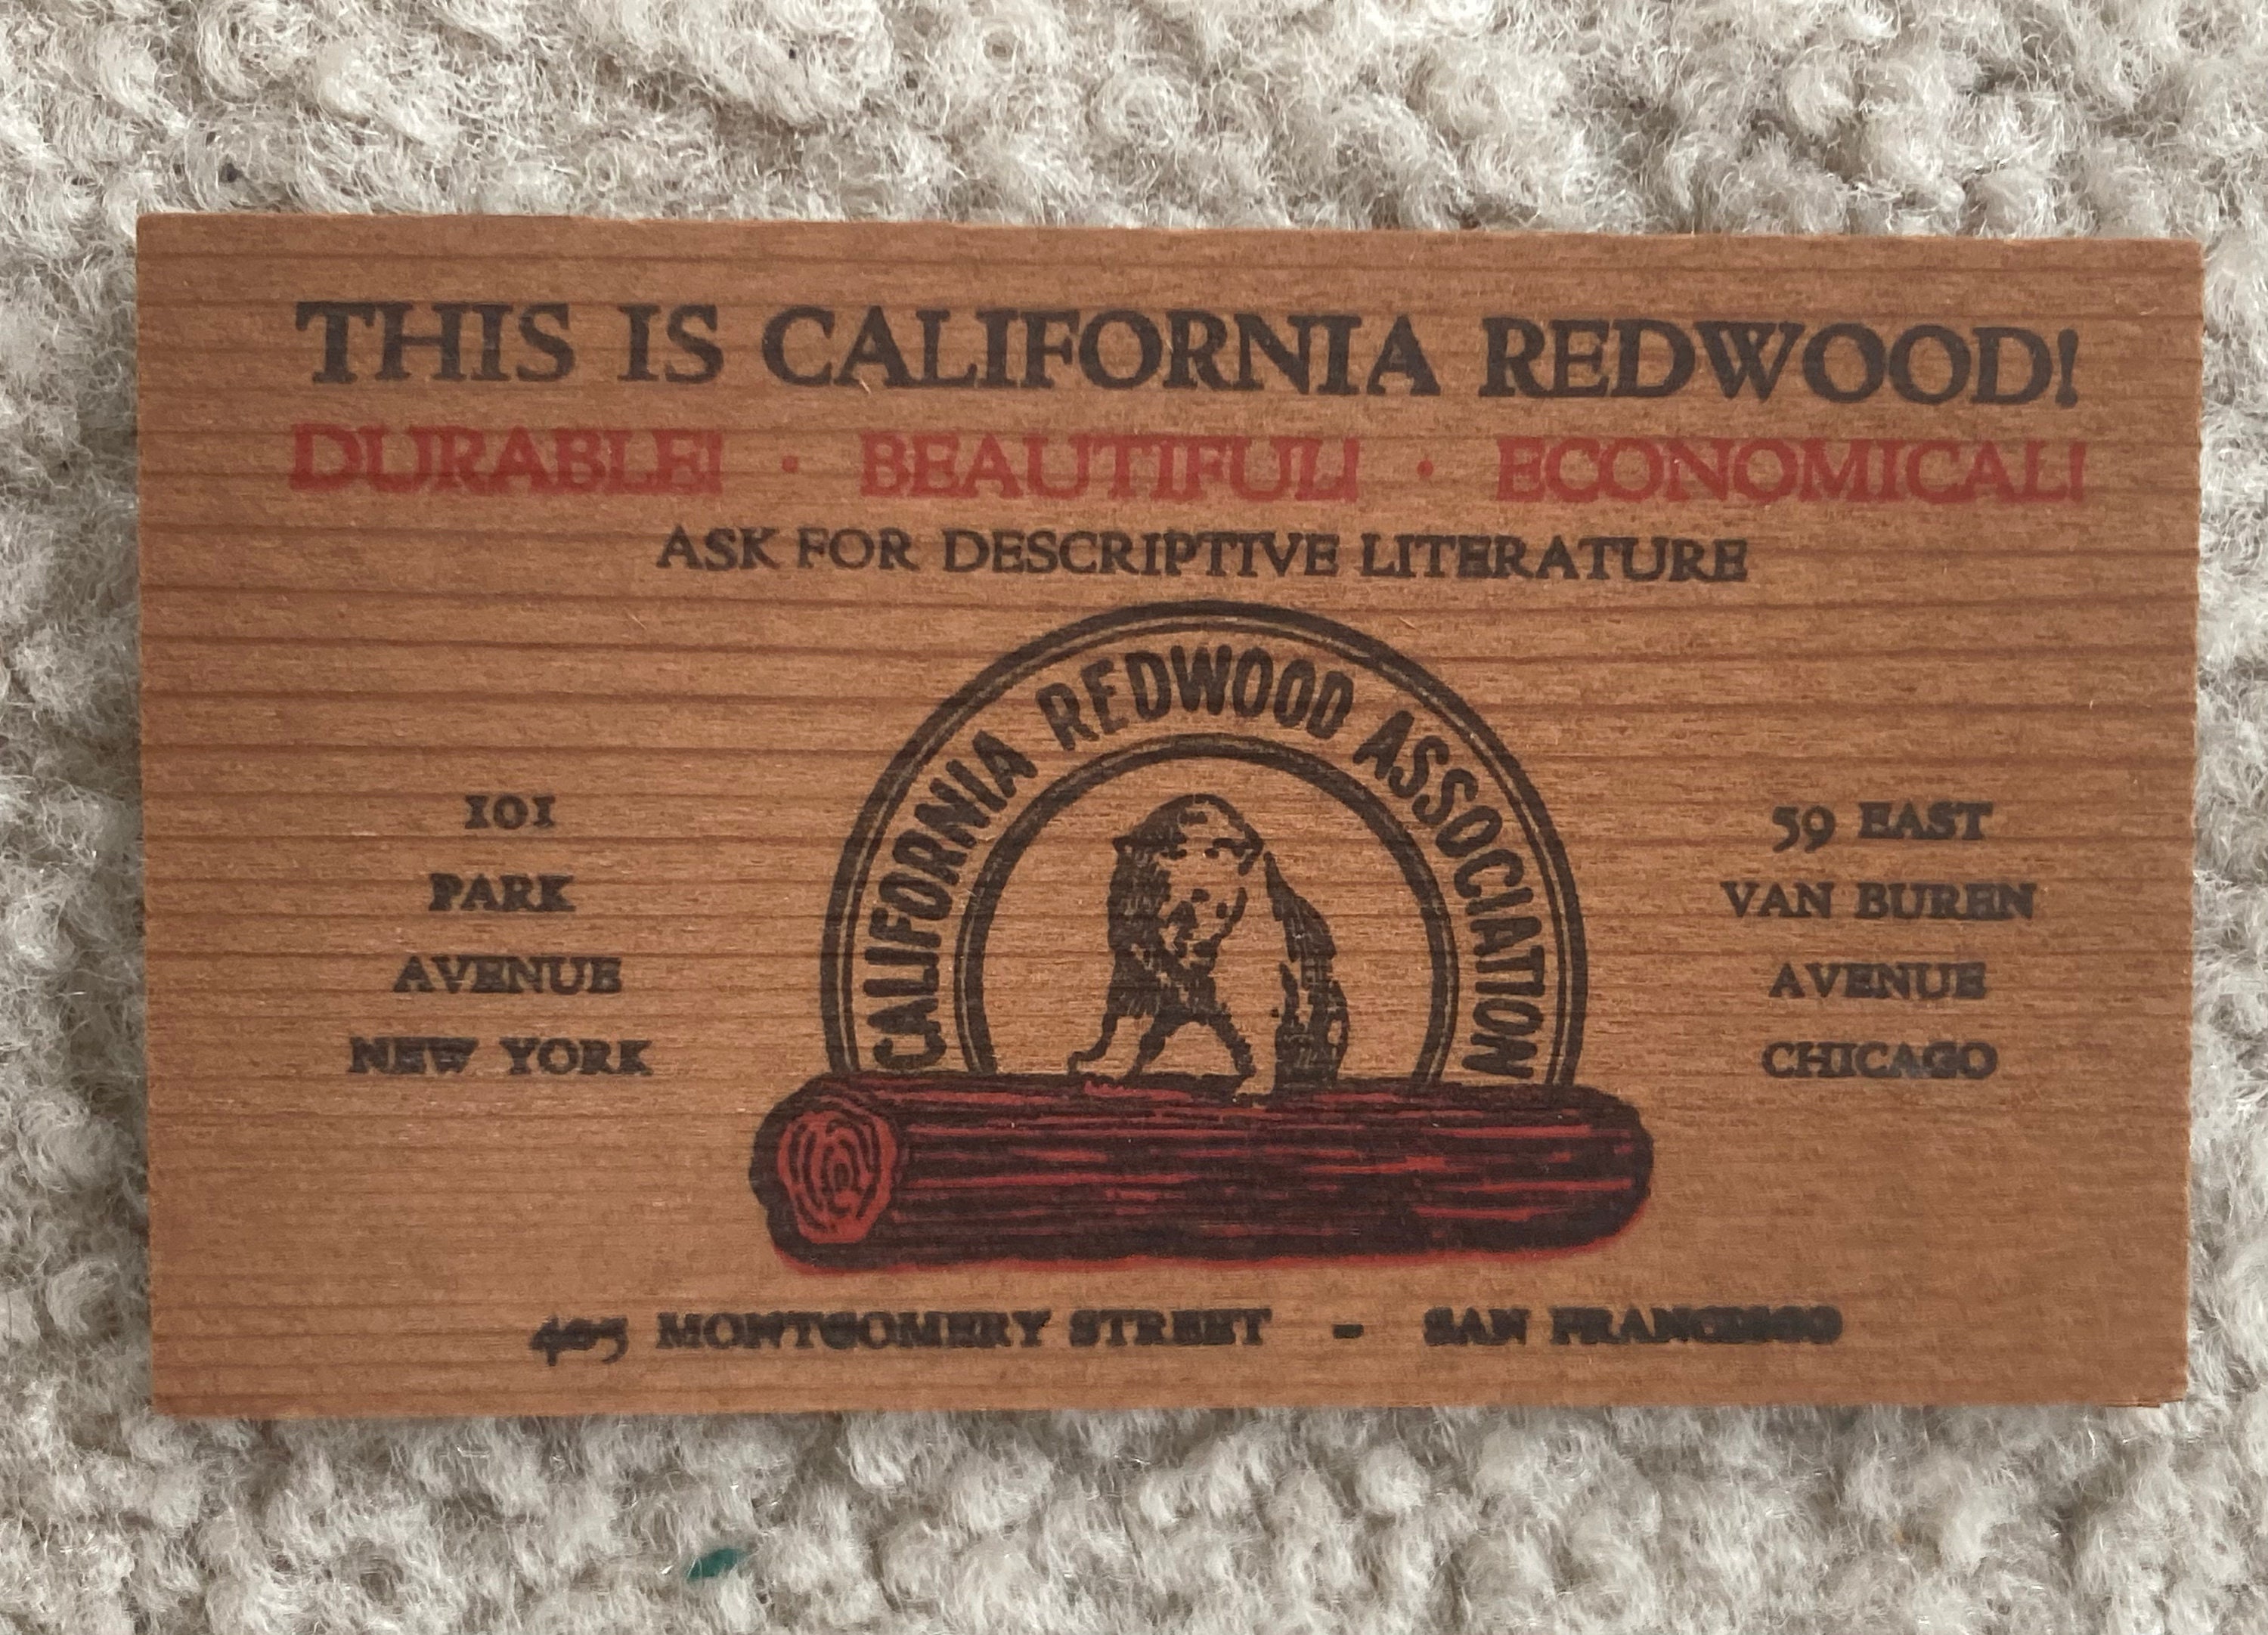 THIS IS CALIFORNIA REDWOOD!
DURABLE! · BEAUTIFUL! · ECONOMICAL!
ASK FOR DESCRIPTIVE LITERATURE
CALIFORNIA REDWOOD ASSOCIATION
101
PARK
AVENUE
NEW YORK
59 EAST
VAN BUREN
AVENUE
CHICAGO
405 MONTGOMERY STREET - SAN FRANCISCO